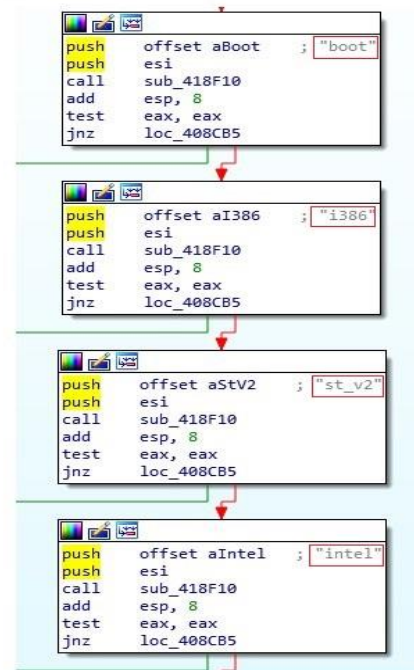 push offset aBoot ; "boot"
push esi
call sub_418F10
add esp, 8
test eax, eax
jnz loc_408CB5
push offset aI386 ; "i386"
push esi
call sub_418F10
add esp, 8
test eax, eax
jnz loc_408CB5
push offset aStV2 ; "st_v2"
push esi
call sub_418F10
add esp, 8
test eax, eax
jnz loc_408CB5
push offset aIntel ; "intel"
push esi
call sub_418F10
add esp, 8
test eax, eax
jnz loc_408CB5